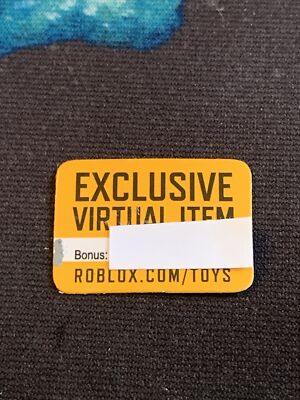 EXCLUSIVE
VIRTUAL ITEM
Bonus:
ROBLOX.COM/TOYS